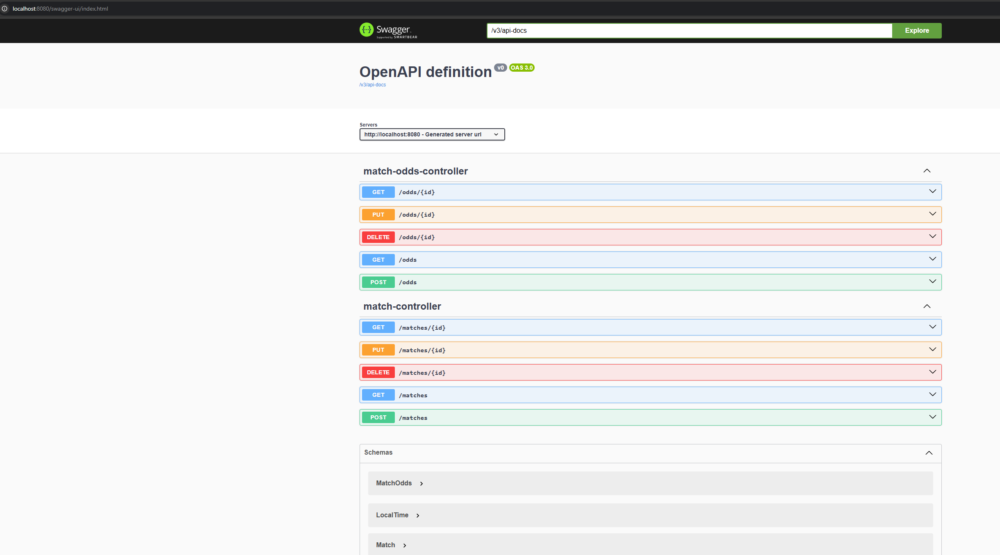 localhost:8080/swagger-ui/index.html
{···} Swagger
Supported by SMARTBEAR
/v3/api-docs
Explore
OpenAPI definition v0 OAS 3.0
/v3/api-docs
Servers
http://localhost:8080 - Generated server url
match-odds-controller
GET /odds/{id}
PUT /odds/{id}
DELETE /odds/{id}
GET /odds
POST /odds
match-controller
GET /matches/{id}
PUT /matches/{id}
DELETE /matches/{id}
GET /matches
POST /matches
Schemas
MatchOdds
LocalTime
Match